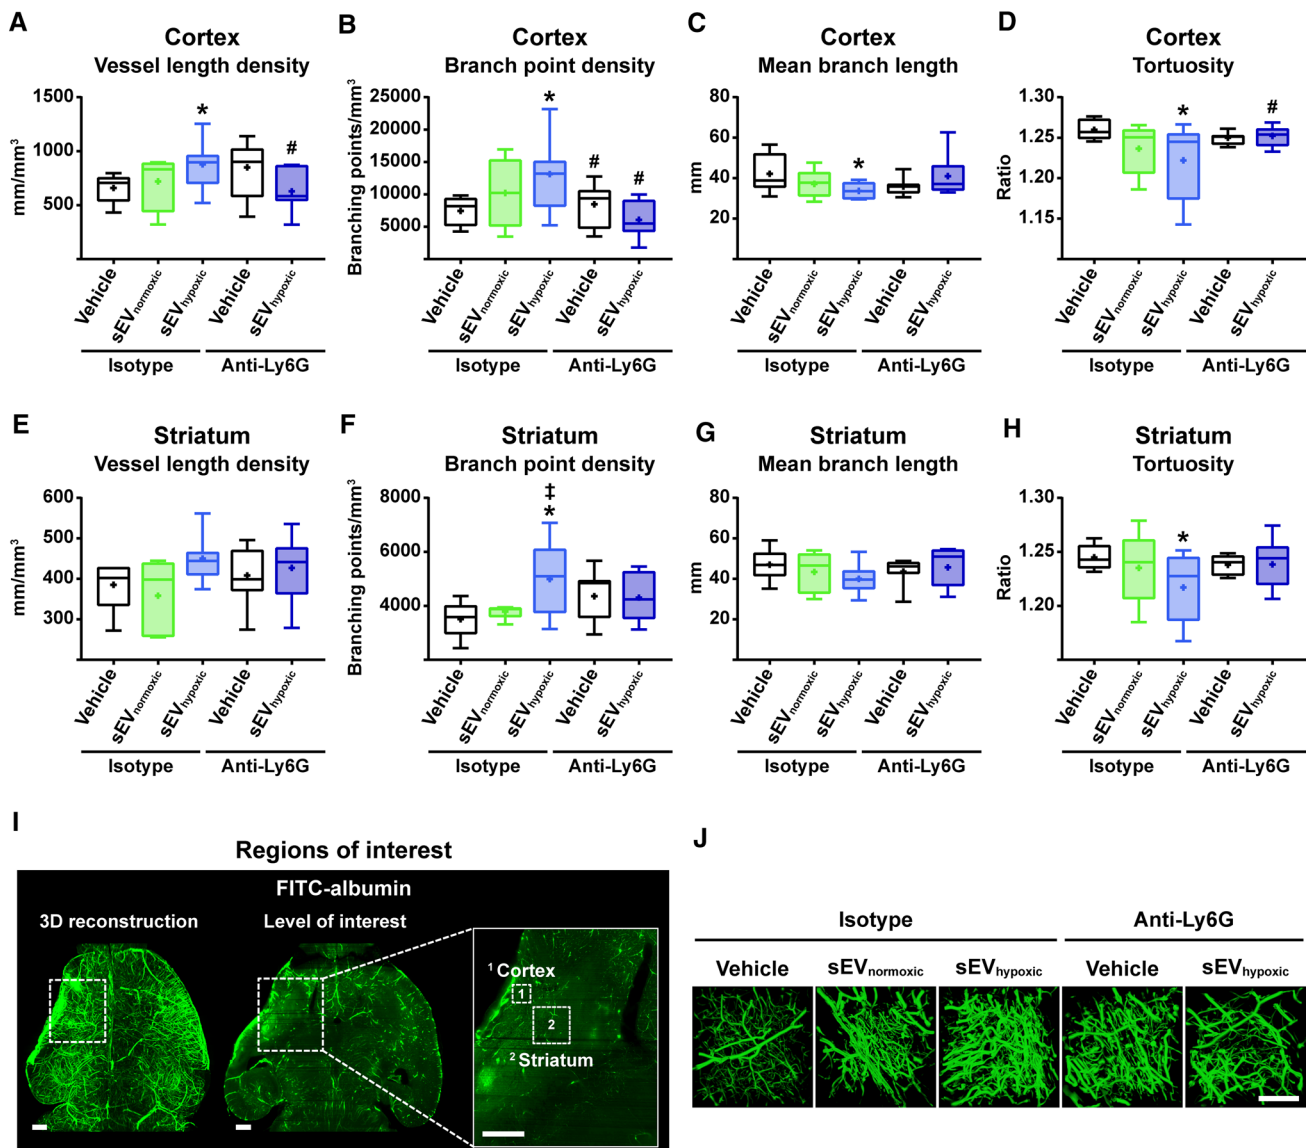 A
Cortex
Vessel length density
mm/mm³
1500
1000
500
*
#
Vehicle
sEVnormoxic
sEVhypoxic
Vehicle
sEVhypoxic
Isotype
Anti-Ly6G
B
Cortex
Branch point density
Branching points/mm³
25000
20000
15000
10000
5000
*
#
#
Vehicle
sEVnormoxic
sEVhypoxic
Vehicle
sEVhypoxic
Isotype
Anti-Ly6G
C
Cortex
Mean branch length
mm
80
60
40
0
*
Vehicle
sEVnormoxic
sEVhypoxic
Vehicle
sEVhypoxic
Isotype
Anti-Ly6G
D
Cortex
Tortuosity
Ratio
1.30
1.25
1.20
1.15
*
#
Vehicle
sEVnormoxic
sEVhypoxic
Vehicle
sEVhypoxic
Isotype
Anti-Ly6G
E
Striatum
Vessel length density
mm/mm³
600
500
400
300
Vehicle
sEVnormoxic
sEVhypoxic
Vehicle
sEVhypoxic
Isotype
Anti-Ly6G
F
Striatum
Branch point density
Branching points/mm³
8000
6000
4000
‡
*
Vehicle
sEVnormoxic
sEVhypoxic
Vehicle
sEVhypoxic
Isotype
Anti-Ly6G
G
Striatum
Mean branch length
mm
80
60
40
0
Vehicle
sEVnormoxic
sEVhypoxic
Vehicle
sEVhypoxic
Isotype
Anti-Ly6G
H
Striatum
Tortuosity
Ratio
1.30
1.25
1.20
*
Vehicle
sEVnormoxic
sEVhypoxic
Vehicle
sEVhypoxic
Isotype
Anti-Ly6G
I
Regions of interest
FITC-albumin
3D reconstruction
Level of interest
¹ Cortex
1
2
² Striatum
J
Isotype
Anti-Ly6G
Vehicle
sEVnormoxic
sEVhypoxic
Vehicle
sEVhypoxic